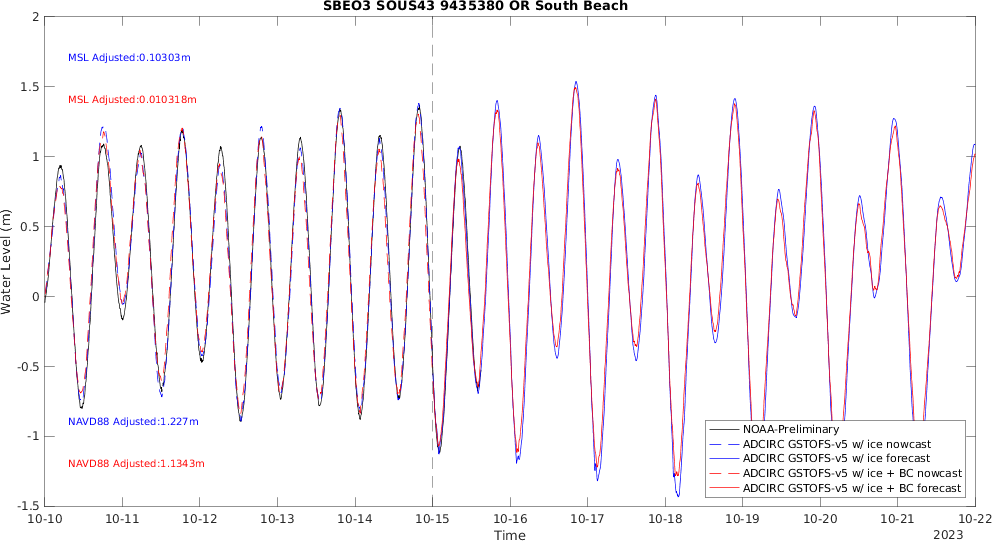 SBEO3 SOUS43 9435380 OR South Beach
2
1.5
1
0.5
0
-0.5
-1
-1.5
Water Level (m)
MSL Adjusted:0.10303m
MSL Adjusted:0.010318m
NAVD88 Adjusted:1.227m
NAVD88 Adjusted:1.1343m
NOAA-Preliminary
ADCIRC GSTOFS-v5 w/ ice nowcast
ADCIRC GSTOFS-v5 w/ ice forecast
ADCIRC GSTOFS-v5 w/ ice + BC nowcast
ADCIRC GSTOFS-v5 w/ ice + BC forecast
10-10 10-11 10-12 10-13 10-14 10-15 10-16 10-17 10-18 10-19 10-20 10-21 10-22
Time
2023